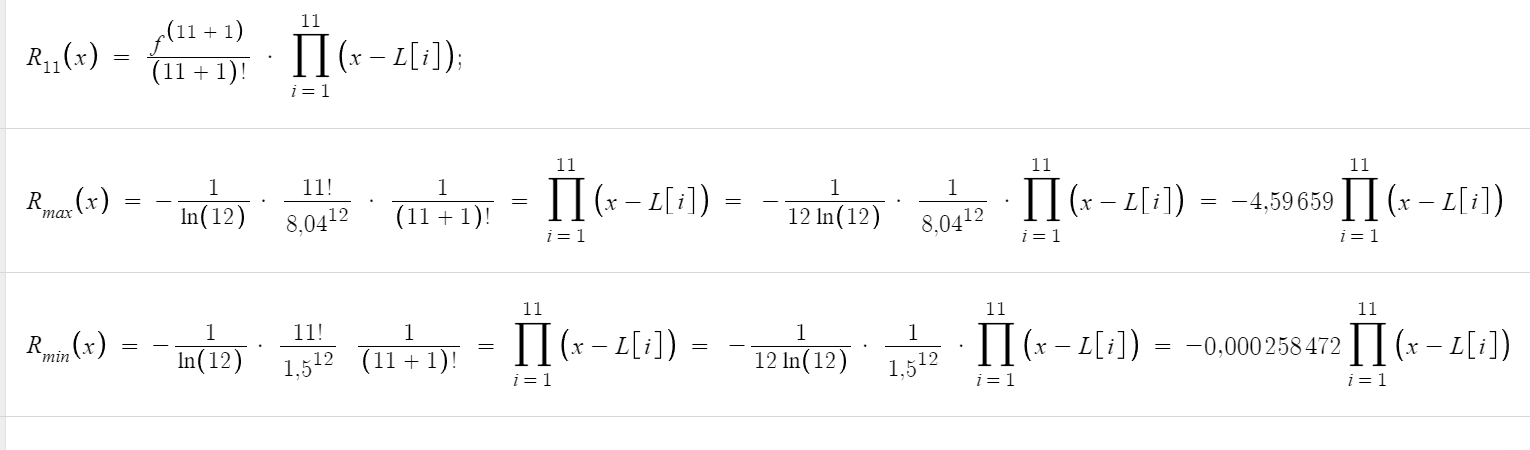 R_{11}(x) = \frac{f^{(11+1)}}{(11+1)!} \cdot \prod_{i=1}^{11} (x - L[i]);
R_{max}(x) = -\frac{1}{\ln(12)} \cdot \frac{11!}{8,04^{12}} \cdot \frac{1}{(11+1)!} = \prod_{i=1}^{11} (x - L[i]) = -\frac{1}{12 \ln(12)} \cdot \frac{1}{8,04^{12}} \cdot \prod_{i=1}^{11} (x - L[i]) = -4,59659 \prod_{i=1}^{11} (x - L[i])
R_{min}(x) = -\frac{1}{\ln(12)} \cdot \frac{11!}{1,5^{12}} \frac{1}{(11+1)!} = \prod_{i=1}^{11} (x - L[i]) = -\frac{1}{12 \ln(12)} \cdot \frac{1}{1,5^{12}} \cdot \prod_{i=1}^{11} (x - L[i]) = -0,000258472 \prod_{i=1}^{11} (x - L[i])